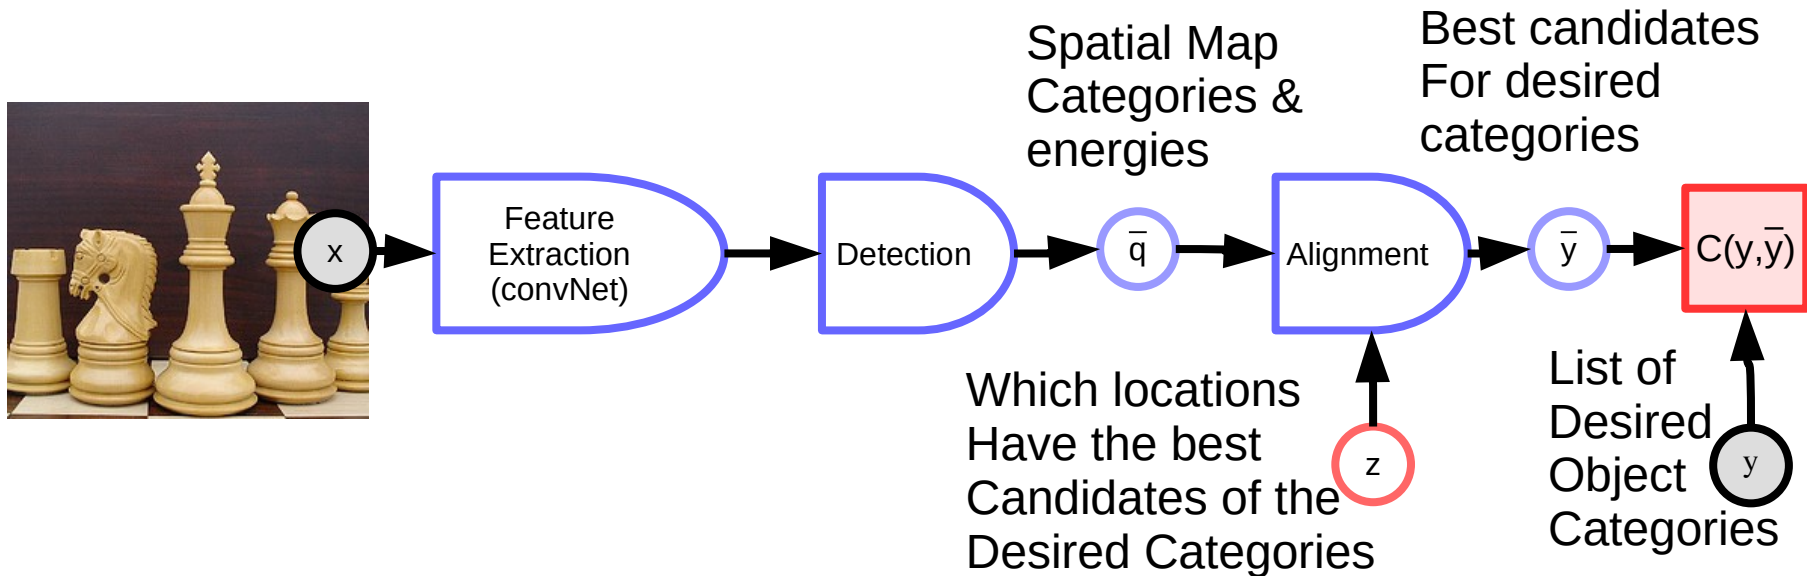 Spatial Map
Categories &
energies
Best candidates
For desired
categories
x
Feature
Extraction
(convNet)
Detection
q̅
Alignment
y̅
C(y,y̅)
Which locations
Have the best
Candidates of the
Desired Categories
z
List of
Desired
Object
Categories
y